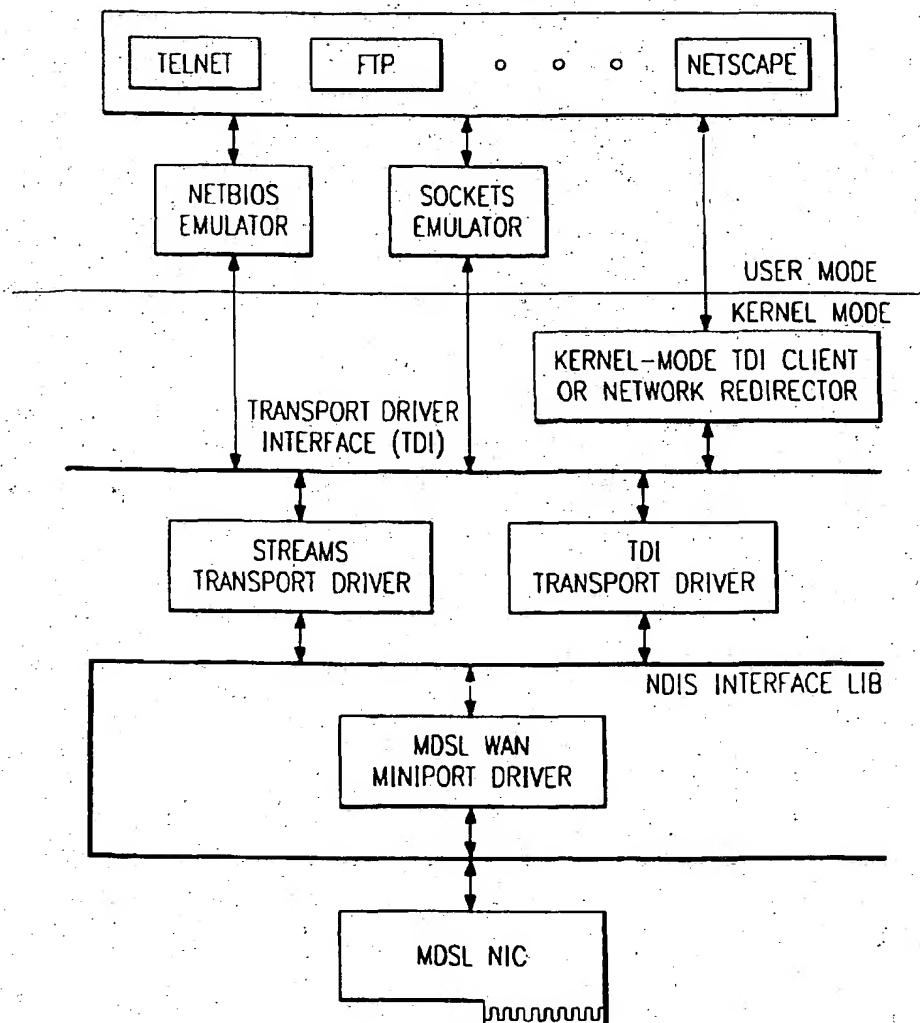 TELNET
FTP
NETSCAPE
NETBIOS
EMULATOR
SOCKETS
EMULATOR
USER MODE
KERNEL MODE
KERNEL-MODE TDI CLIENT
OR NETWORK REDIRECTOR
TRANSPORT DRIVER
INTERFACE (TDI)
STREAMS
TRANSPORT DRIVER
TDI
TRANSPORT DRIVER
NDIS INTERFACE LIB
MDSL WAN
MINIPORT DRIVER
MDSL NIC